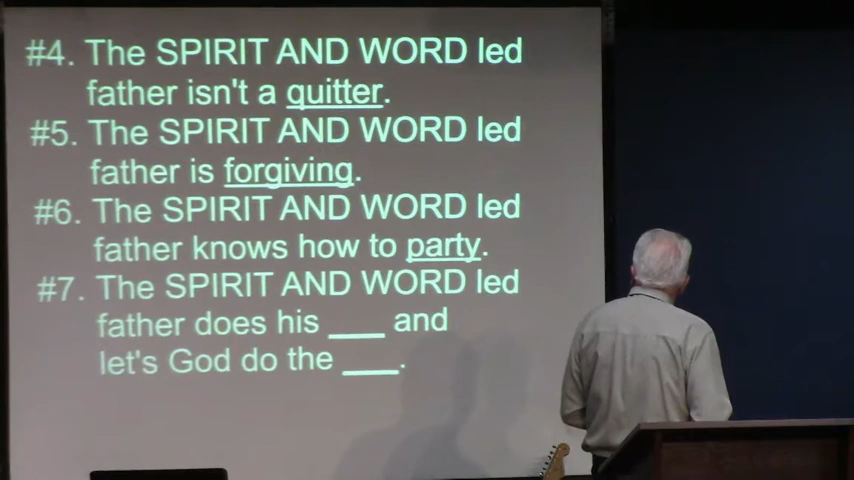 #4. The SPIRIT AND WORD led
father isn't a quitter.
#5. The SPIRIT AND WORD led
father is forgiving.
#6. The SPIRIT AND WORD led
father knows how to party.
#7. The SPIRIT AND WORD led
father does his ____ and
let's God do the ____.